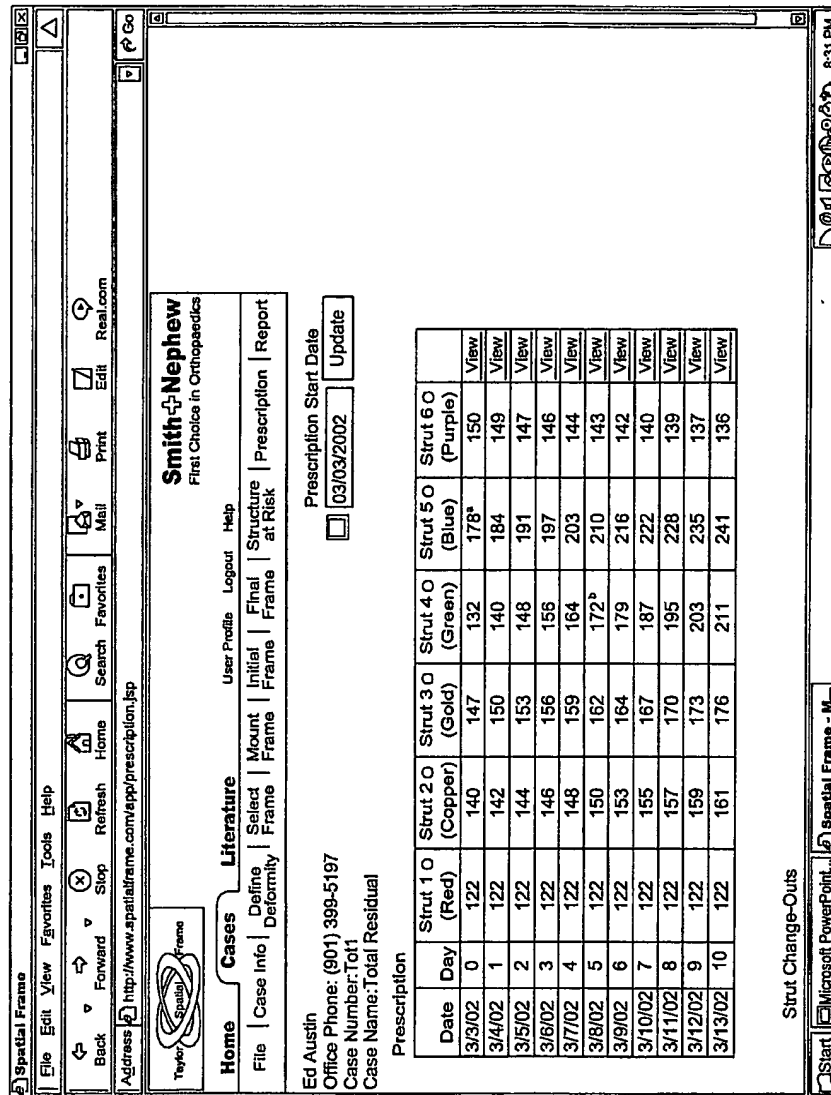 Spatial Frame
File Edit View Favorites Tools Help
Back Forward Stop Refresh Home Search Favorites Mail Print Edit Real.com
Address http://www.spatialframe.com/app/prescription.jsp Go
Taylor Spatial Frame
Smith+Nephew
First Choice in Orthopaedics
Home Cases Literature User Profile Logout Help
File | Case Info | Define Deformity | Select Frame | Mount Frame | Initial Frame | Final Frame | Structure at Risk | Prescription | Report
Ed Austin
Office Phone: (901) 399-5197
Case Number:Tot1
Case Name:Total Residual
Prescription Start Date
03/03/2002 Update
Prescription
Date Day Strut 1 (Red) Strut 2 (Copper) Strut 3 (Gold) Strut 4 (Green) Strut 5 (Blue) Strut 6 (Purple)
3/3/02 0 122 140 147 132 178ª 150 View
3/4/02 1 122 142 150 140 184 149 View
3/5/02 2 122 144 153 148 191 147 View
3/6/02 3 122 146 156 156 197 146 View
3/7/02 4 122 148 159 164 203 144 View
3/8/02 5 122 150 162 172ᵇ 210 143 View
3/9/02 6 122 153 164 179 216 142 View
3/10/02 7 122 155 167 187 222 140 View
3/11/02 8 122 157 170 195 228 139 View
3/12/02 9 122 159 173 203 235 137 View
3/13/02 10 122 161 176 211 241 136 View
Strut Change-Outs
Start Microsoft PowerPoint... Spatial Frame - M... 8:31 PM